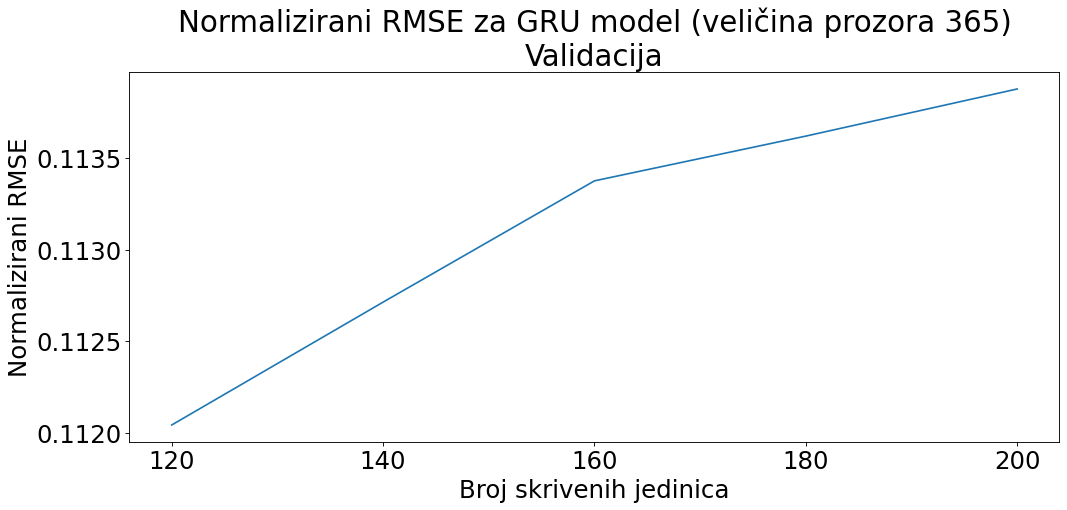 Normalizirani RMSE za GRU model (veličina prozora 365)
Validacija
Normalizirani RMSE
0.1135
0.1130
0.1125
0.1120
120 140 160 180 200
Broj skrivenih jedinica